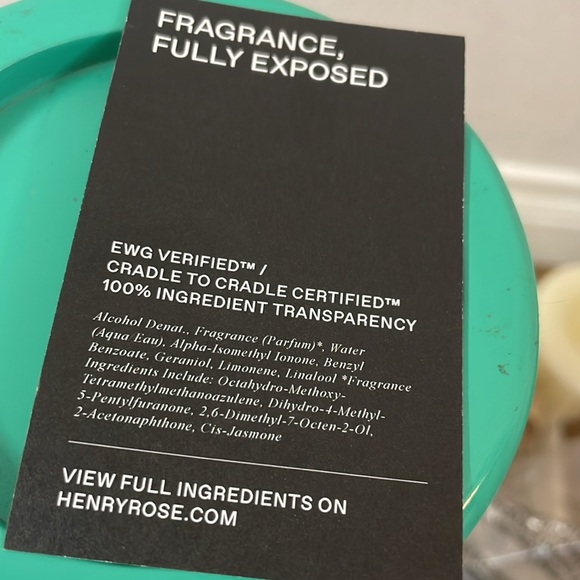 FRAGRANCE,
FULLY EXPOSED
EWG VERIFIED™ /
CRADLE TO CRADLE CERTIFIED™
100% INGREDIENT TRANSPARENCY
Alcohol Denat., Fragrance (Parfum)*, Water
(Aqua Eau), Alpha-Isomethyl Ionone, Benzyl
Benzoate, Geraniol, Limonene, Linalool *Fragrance
Ingredients Include: Octahydro-Methoxy-
Tetramethylmethanoazulene, Dihydro-4-Methyl-
5-Pentylfuranone, 2,6-Dimethyl-7-Octen-2-Ol,
2-Acetonaphthone, Cis-Jasmone
VIEW FULL INGREDIENTS ON
HENRYROSE.COM